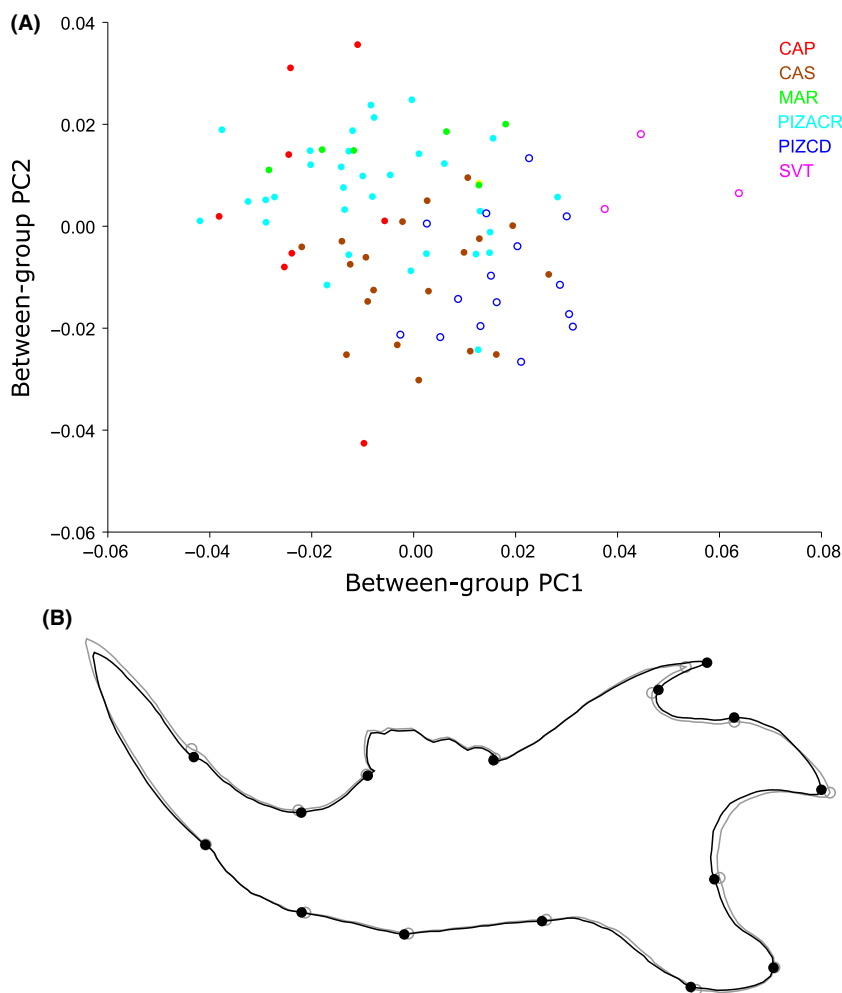 (A)
0.04
0.02
0.00
−0.02
−0.04
−0.06
Between-group PC2
CAP
CAS
MAR
PIZACR
PIZCD
SVT
−0.06 −0.04 −0.02 0.00 0.02 0.04 0.06 0.08
Between-group PC1
(B)